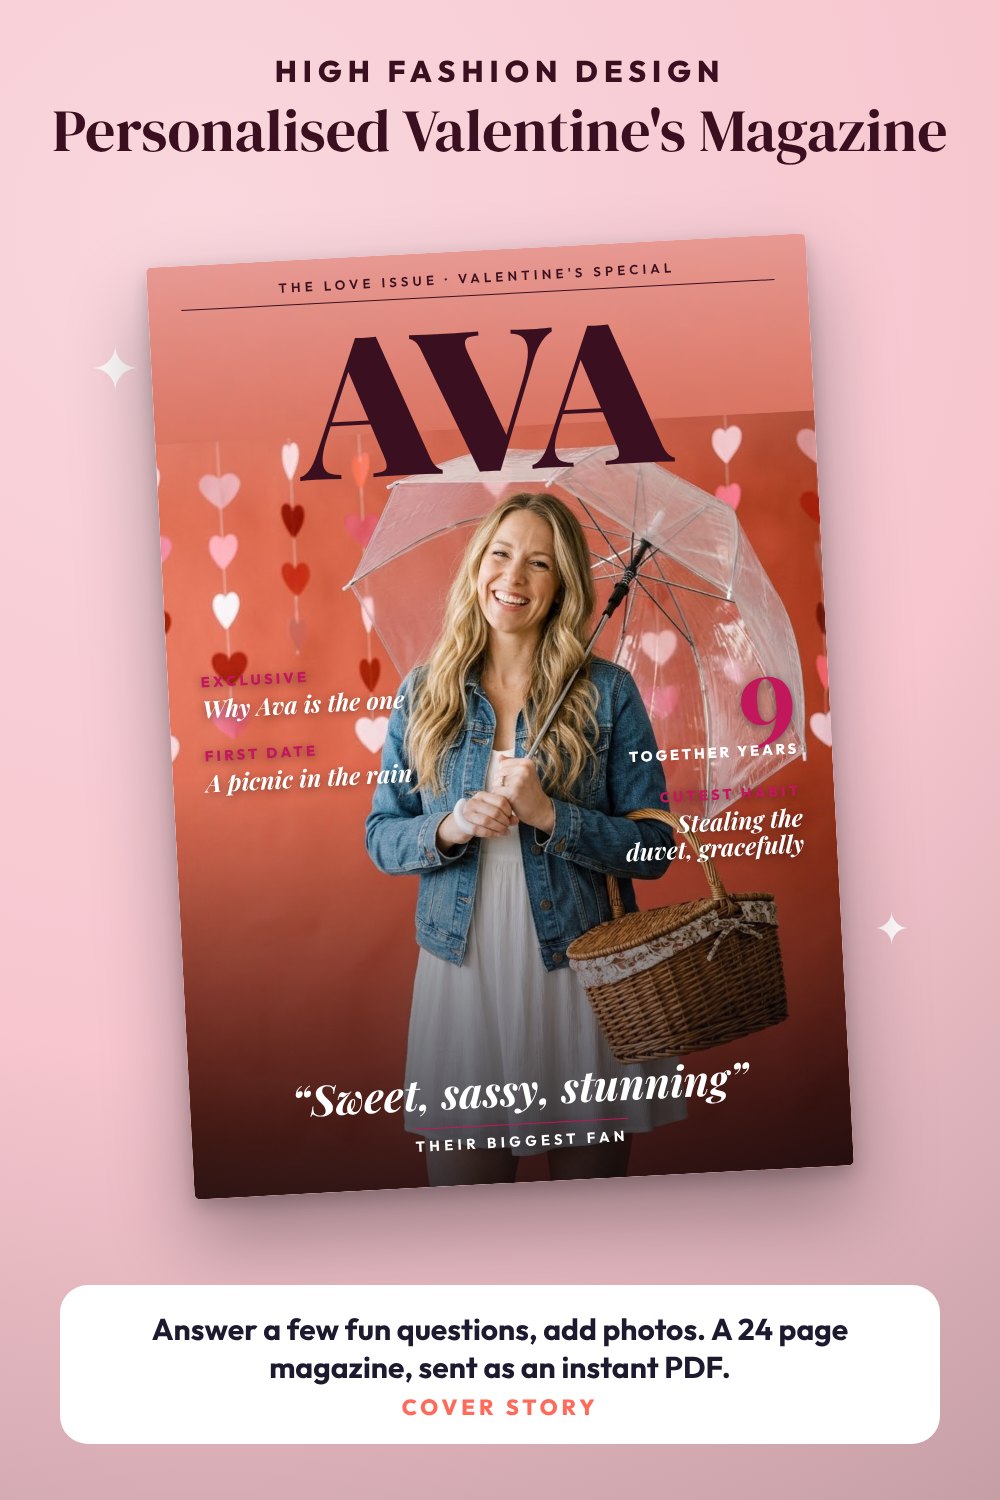 HIGH FASHION DESIGN
Personalised Valentine's Magazine
THE LOVE ISSUE · VALENTINE'S SPECIAL
AVA
EXCLUSIVE
Why Ava is the one
FIRST DATE
A picnic in the rain
9
TOGETHER YEARS
CUTEST HABIT
Stealing the
duvet, gracefully
“Sweet, sassy, stunning”
THEIR BIGGEST FAN
Answer a few fun questions, add photos. A 24 page
magazine, sent as an instant PDF.
COVER STORY